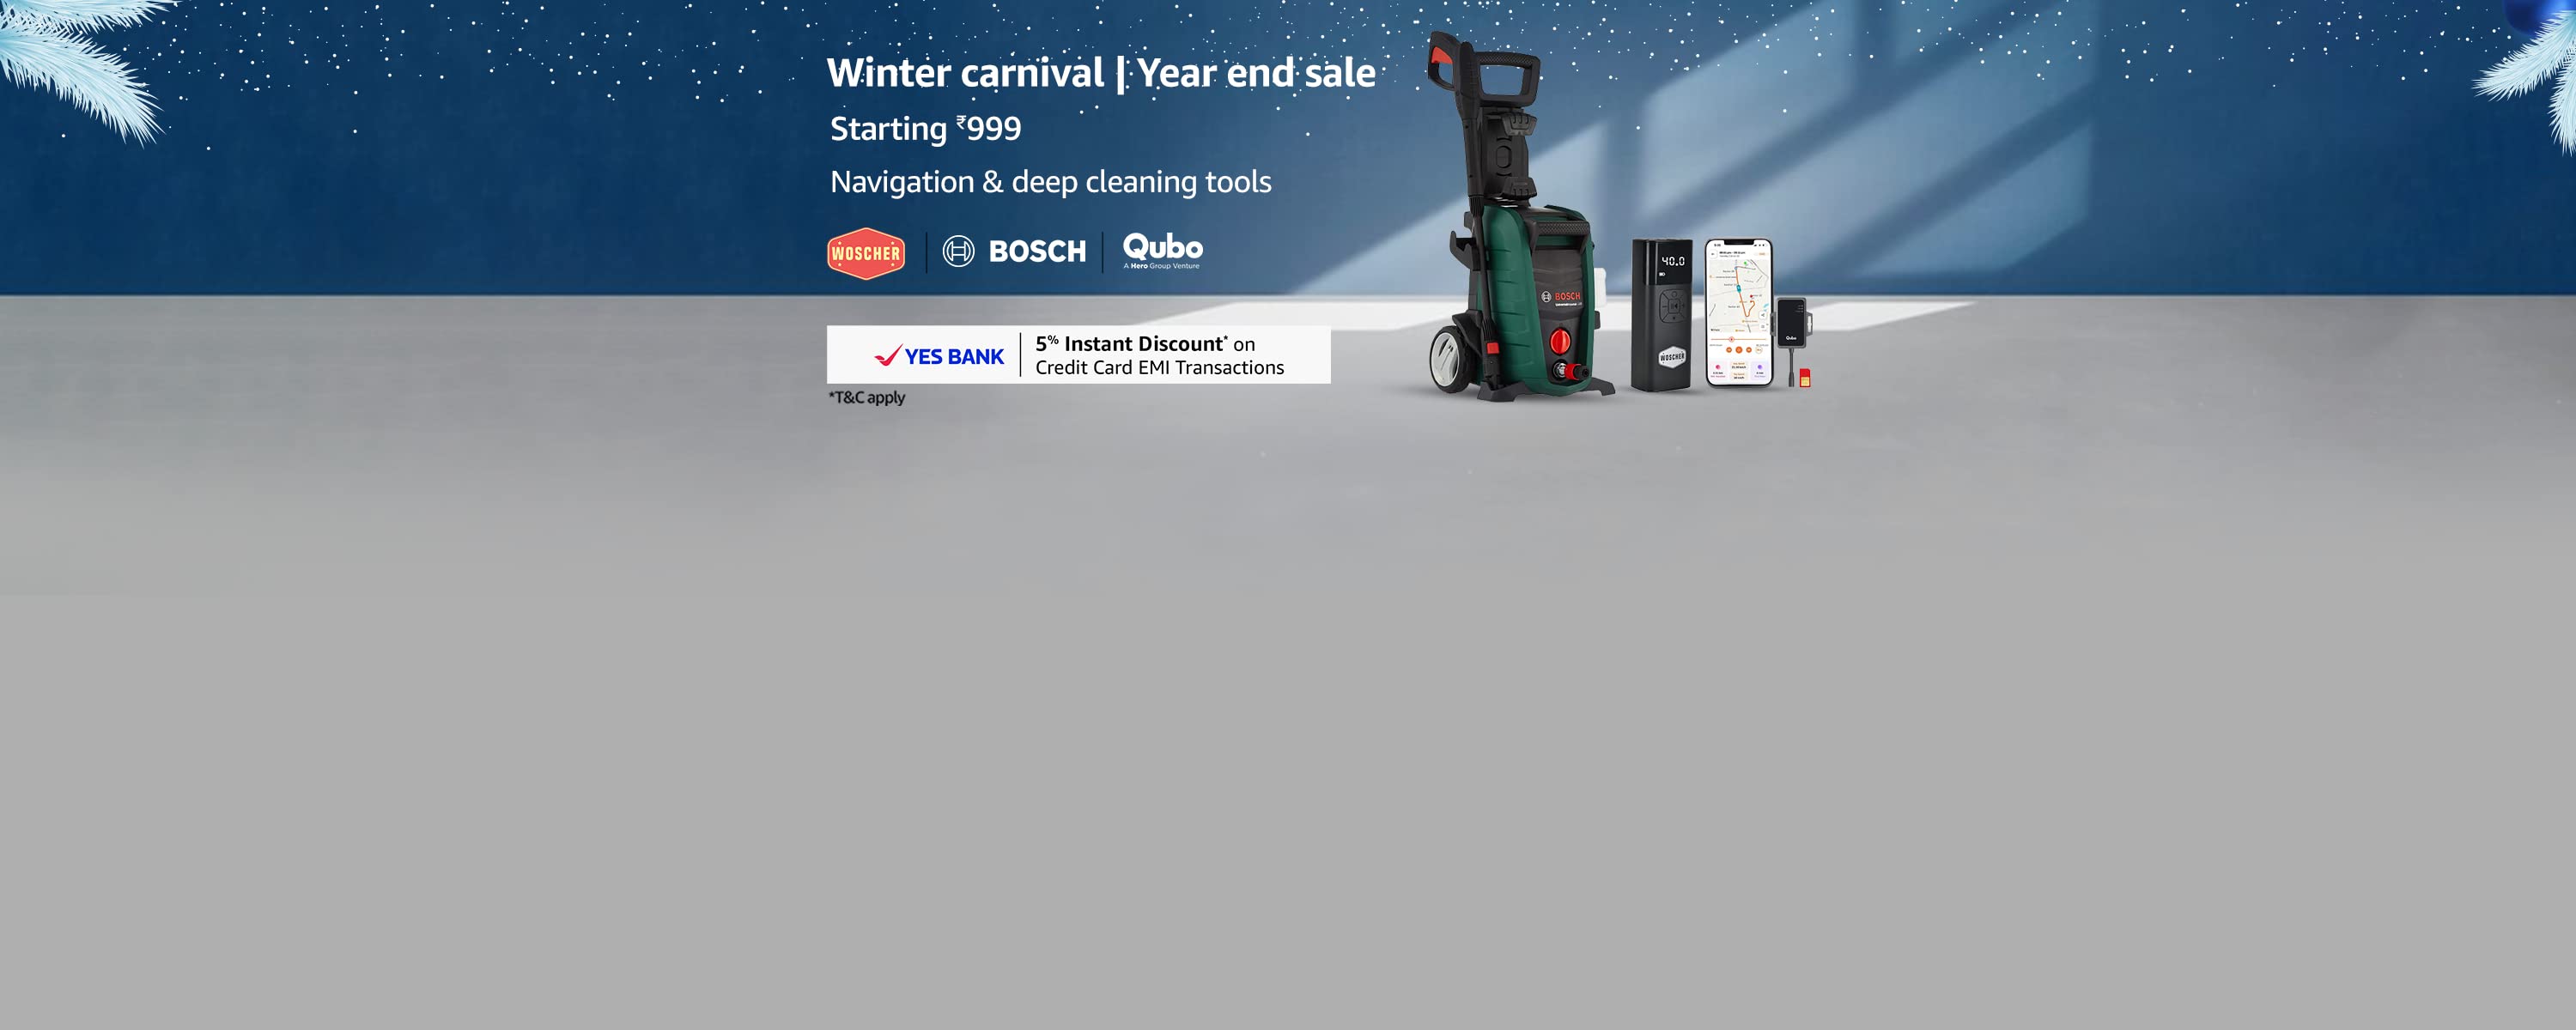 Winter carnival | Year end sale
Starting ₹999
Navigation & deep cleaning tools
WOSCHER
BOSCH
Qubo
A Hero Group Venture
YES BANK
5% Instant Discount* on
Credit Card EMI Transactions
*T&C apply
BOSCH
40.0
WOSCHER
Qubo